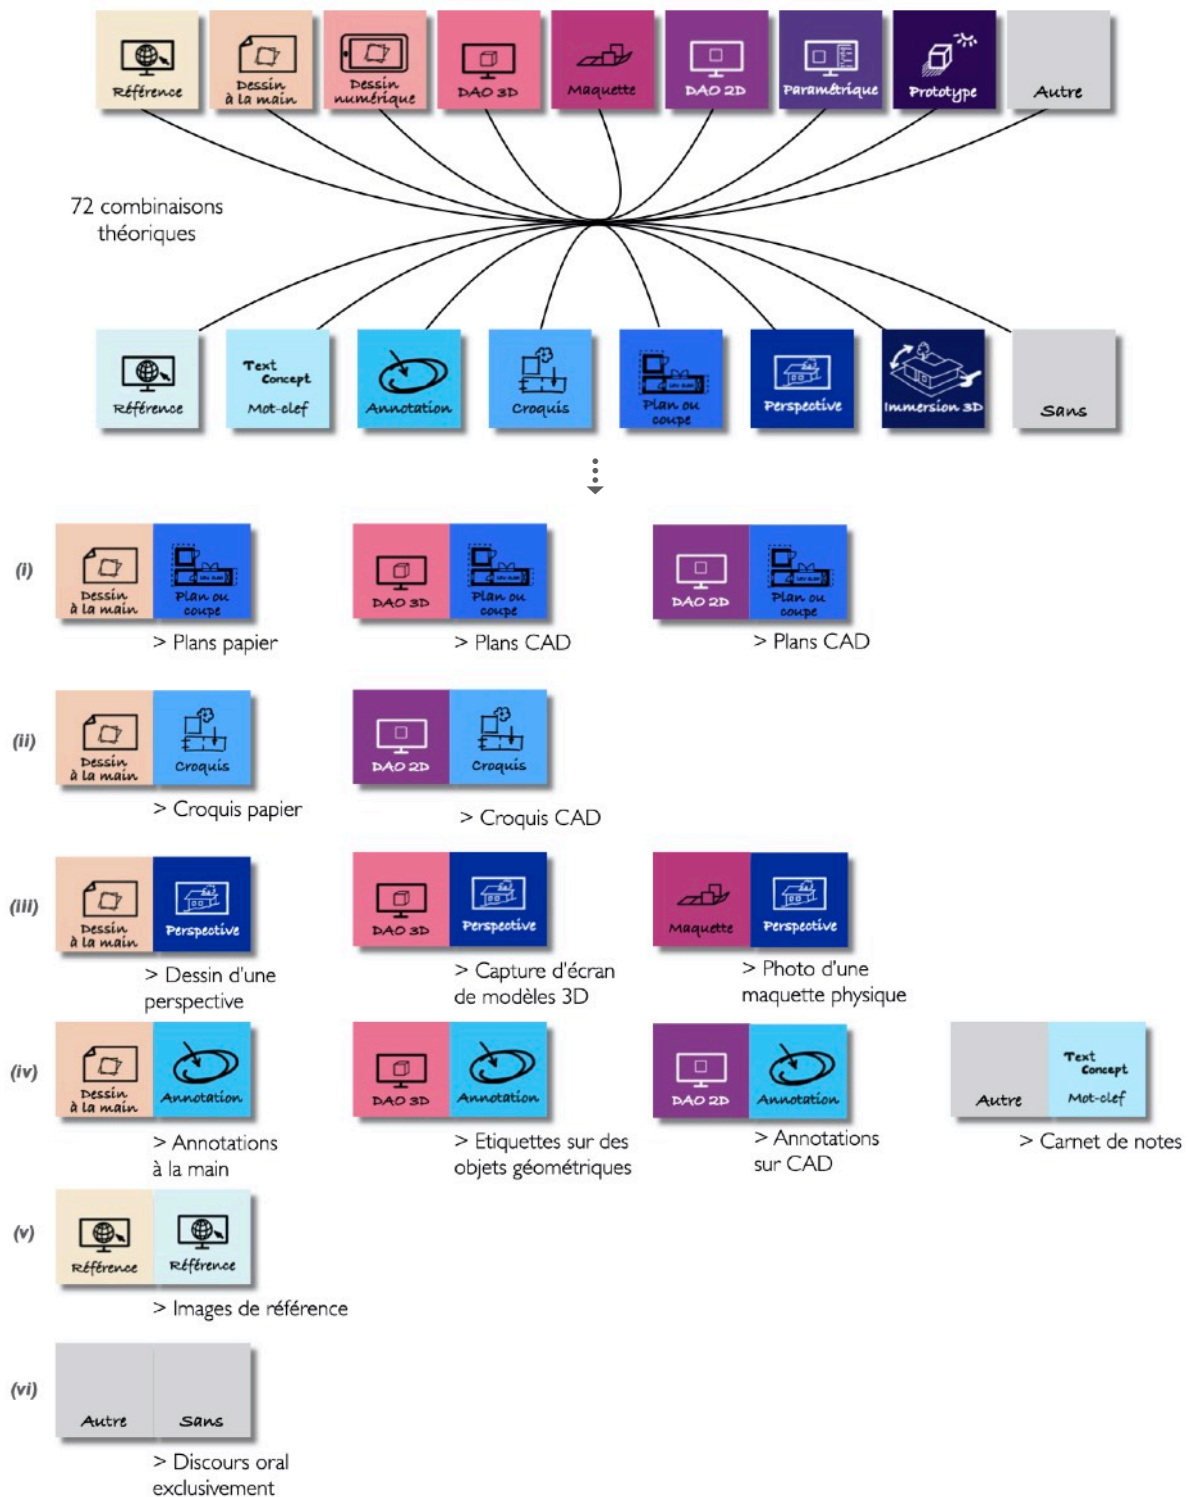 Référence
Dessin
à la main
Dessin
numérique
DAO 3D
Maquette
DAO 2D
Paramétrique
Prototype
Autre
72 combinaisons
théoriques
Référence
Text
Concept
Mot-clef
Annotation
Croquis
Plan ou
coupe
Perspective
Immersion 3D
Sans
(i)
Dessin
à la main
Plan ou
coupe
> Plans papier
DAO 3D
Plan ou
coupe
> Plans CAD
DAO 2D
Plan ou
coupe
> Plans CAD
(ii)
Dessin
à la main
Croquis
> Croquis papier
DAO 2D
Croquis
> Croquis CAD
(iii)
Dessin
à la main
Perspective
> Dessin d'une
perspective
DAO 3D
Perspective
> Capture d'écran
de modèles 3D
Maquette
Perspective
> Photo d'une
maquette physique
(iv)
Dessin
à la main
Annotation
> Annotations
à la main
DAO 3D
Annotation
> Etiquettes sur des
objets géométriques
DAO 2D
Annotation
> Annotations
sur CAD
Autre
Text
Concept
Mot-clef
> Carnet de notes
(v)
Référence
Référence
> Images de référence
(vi)
Autre
Sans
> Discours oral
exclusivement